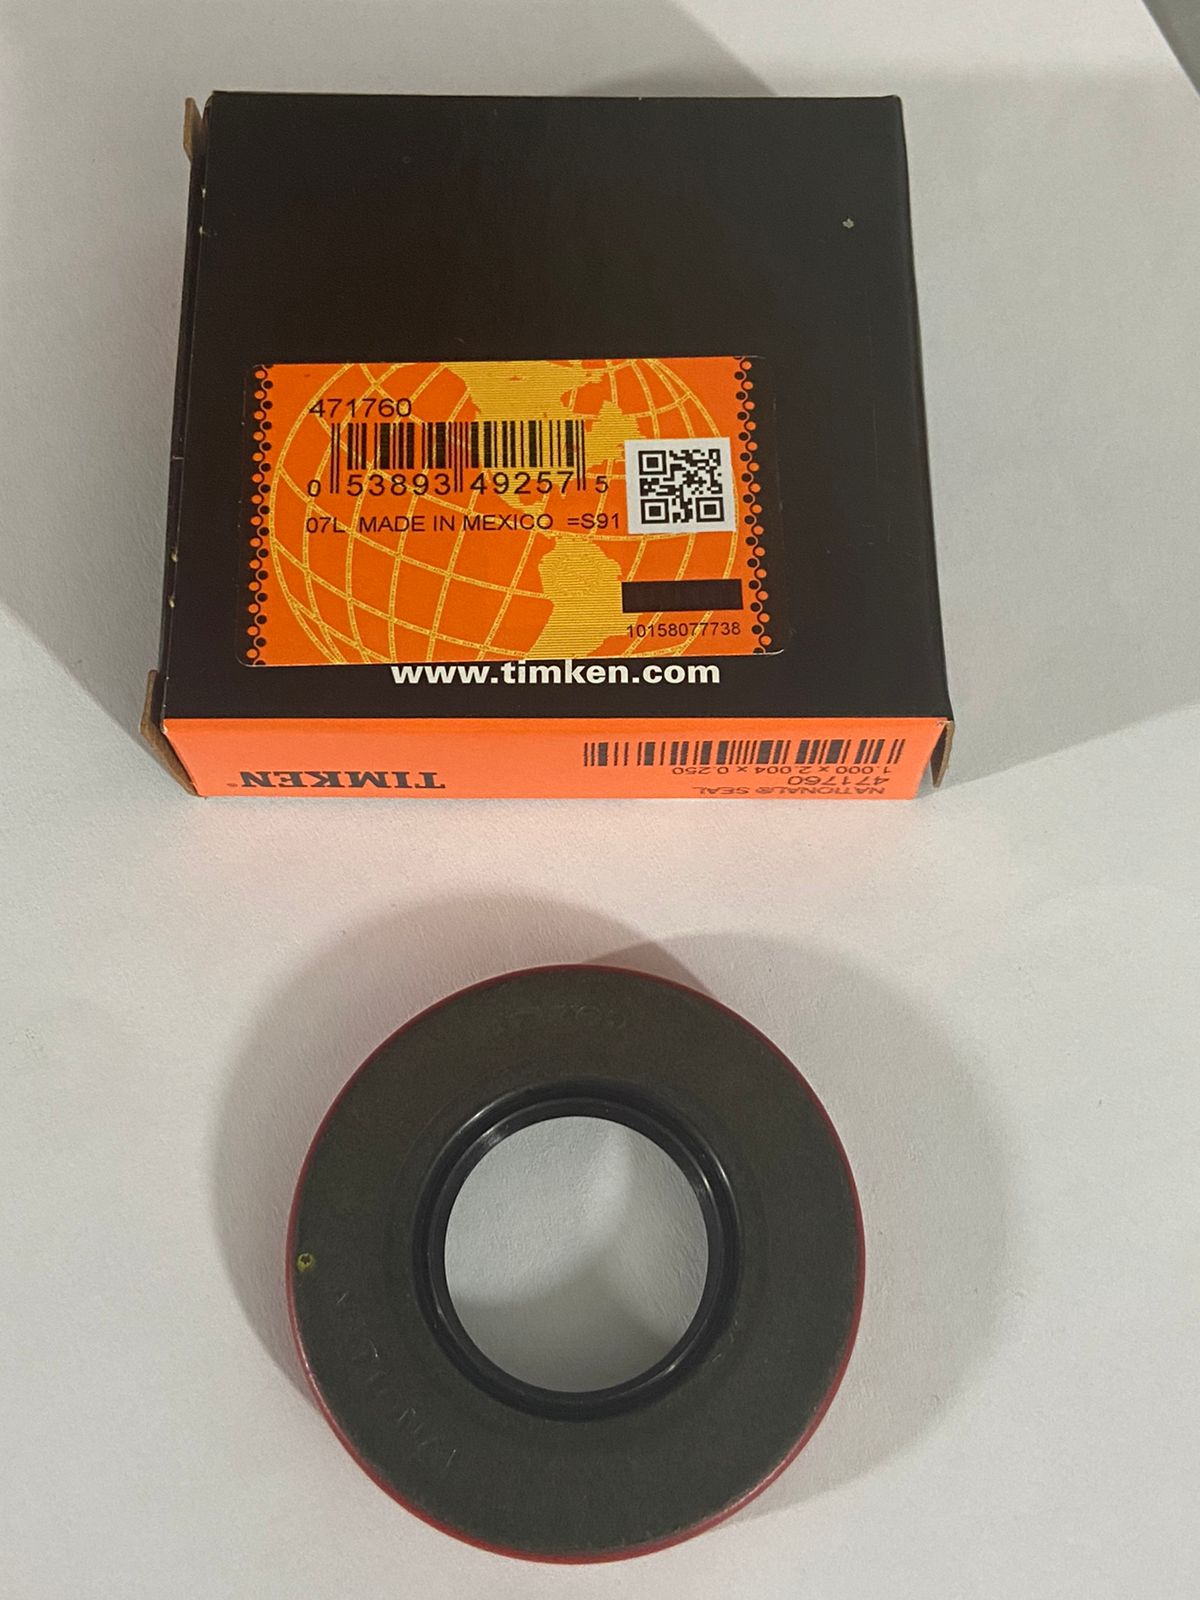 471760
0 53893 49257 5
07L MADE IN MEXICO =S91
10158077738
www.timken.com
TIMKEN®
NATIONAL® SEAL
471760
1.000 x 2.004 x 0.250
NATIONAL